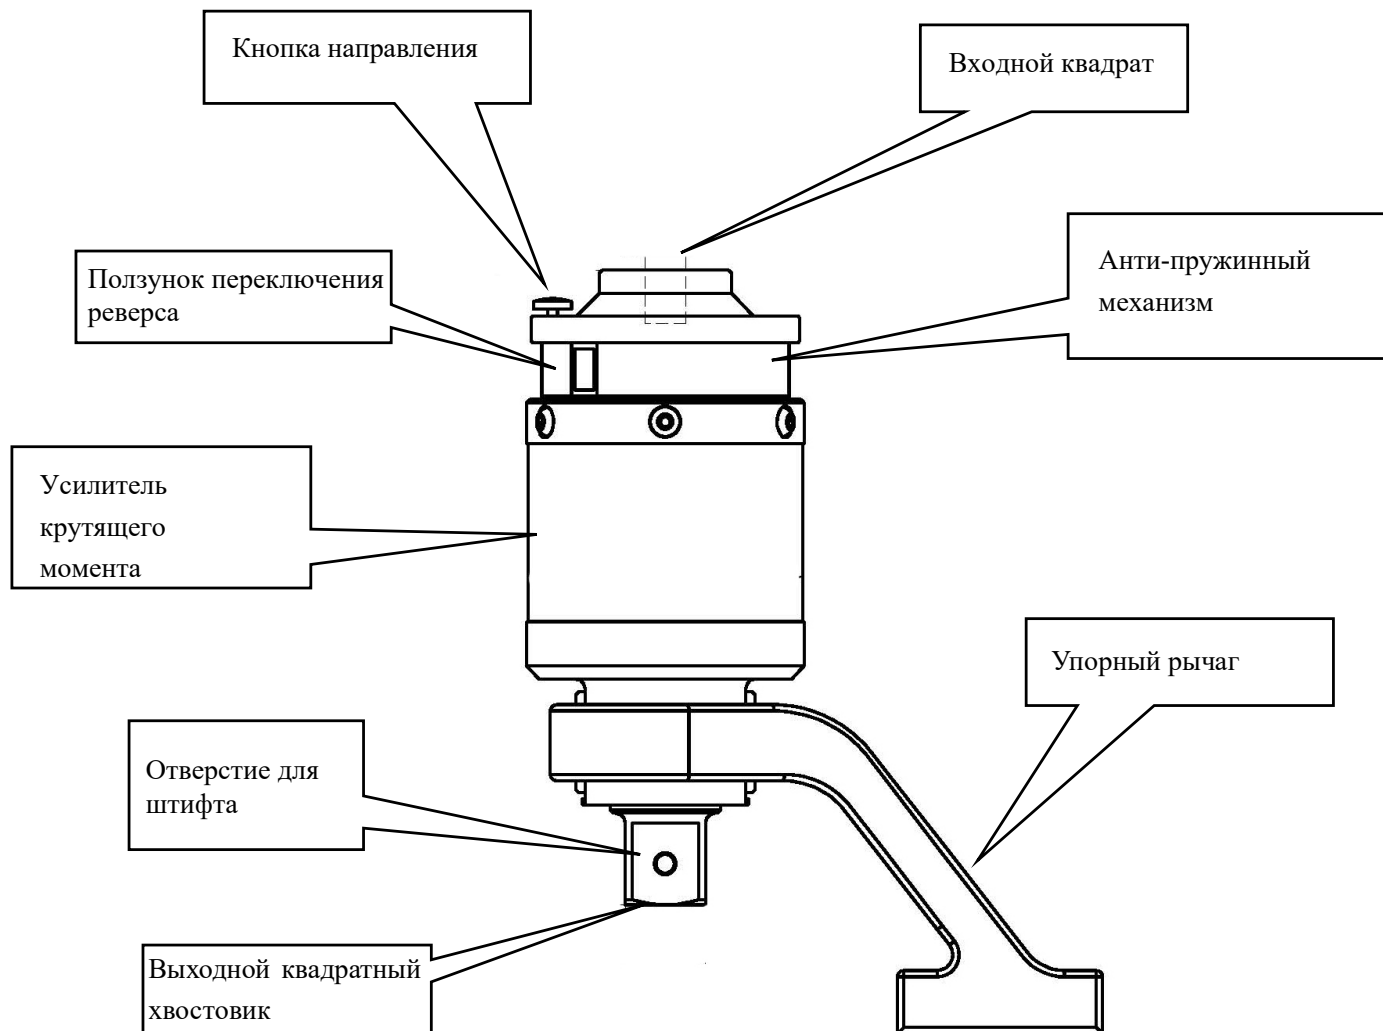 Кнопка направления
Входной квадрат
Ползунок переключения
реверса
Анти-пружинный
механизм
Усилитель
крутящего
момента
Упорный рычаг
Отверстие для
штифта
Выходной квадратный
хвостовик